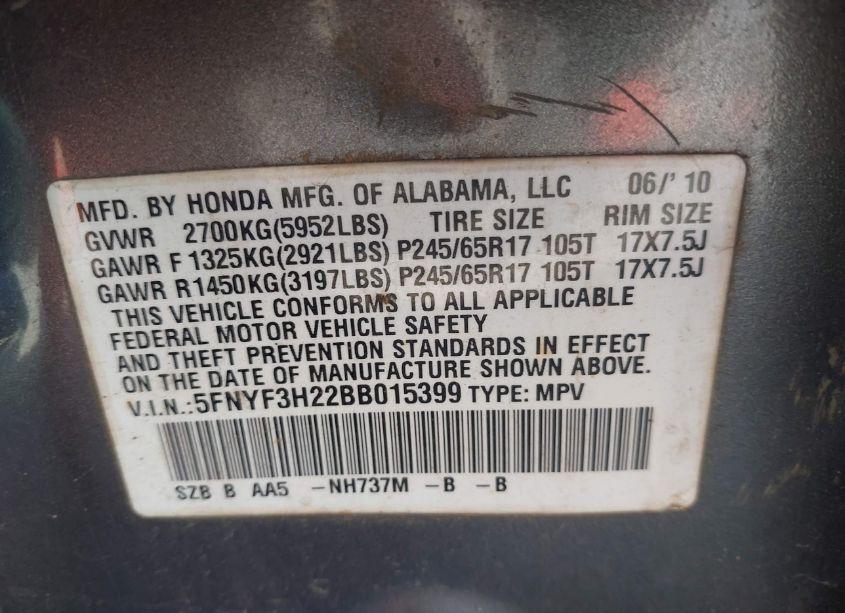 MFD. BY HONDA MFG. OF ALABAMA, LLC 06/' 10
GVWR 2700KG(5952LBS) TIRE SIZE RIM SIZE
GAWR F 1325KG(2921LBS) P245/65R17 105T 17X7.5J
GAWR R1450KG(3197LBS) P245/65R17 105T 17X7.5J
THIS VEHICLE CONFORMS TO ALL APPLICABLE
FEDERAL MOTOR VEHICLE SAFETY
AND THEFT PREVENTION STANDARDS IN EFFECT
ON THE DATE OF MANUFACTURE SHOWN ABOVE.
V.I.N.:5FNYF3H22BB015399 TYPE: MPV
SZB B AA5 -NH737M -B -B